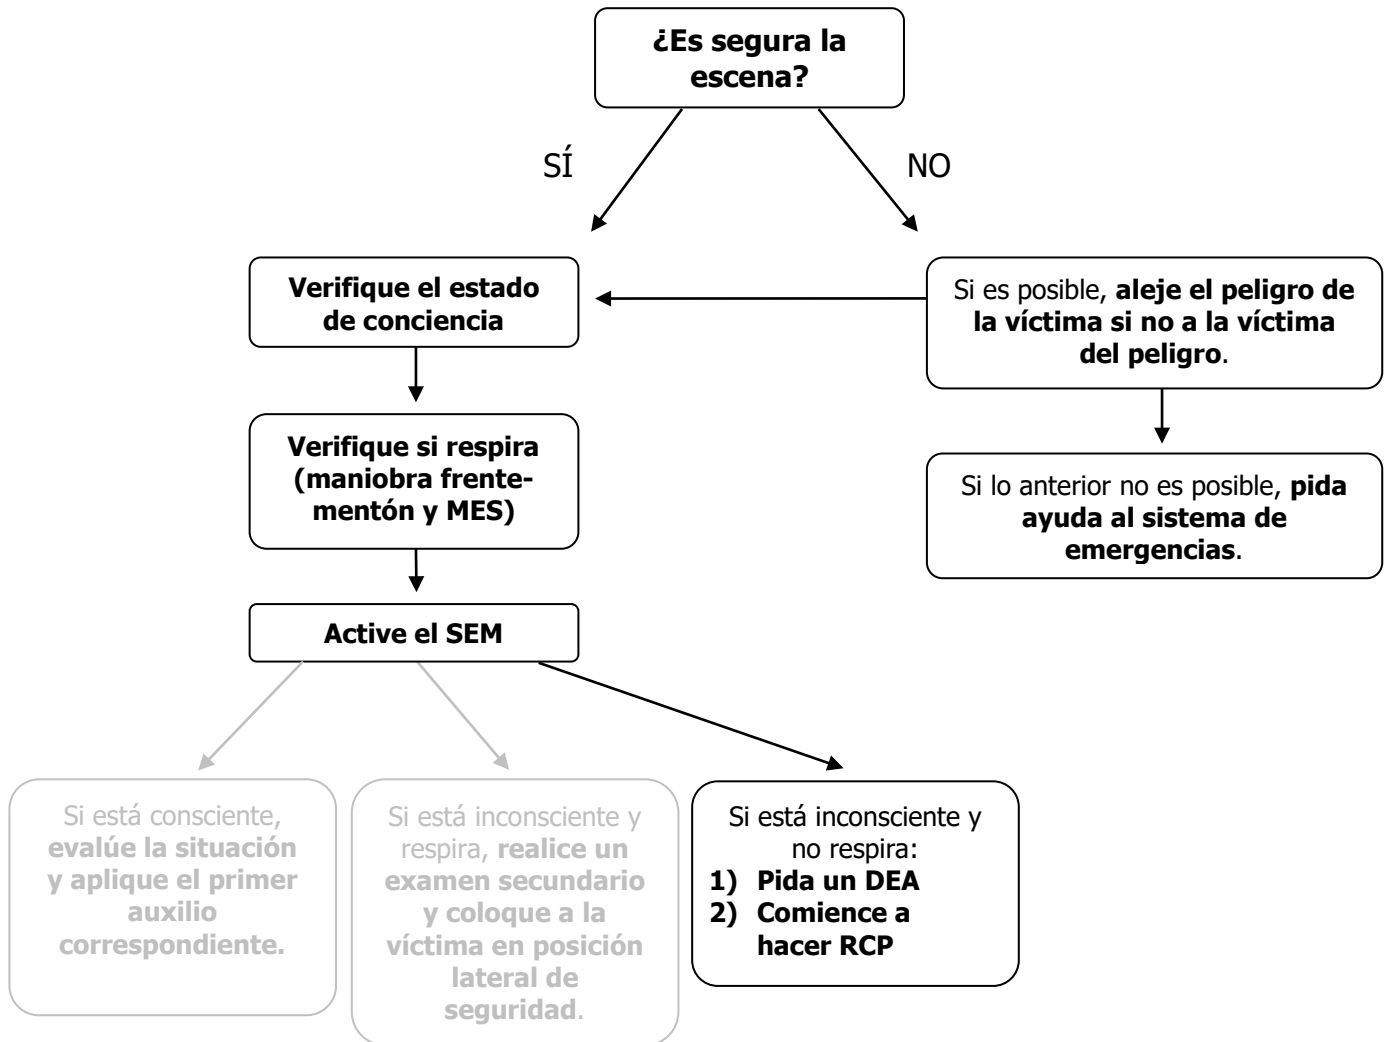 ¿Es segura la
escena?
SÍ
NO
Verifique el estado
de conciencia
Si es posible, aleje el peligro de
la víctima si no a la víctima
del peligro.
Verifique si respira
(maniobra frente-
mentón y MES)
Si lo anterior no es posible, pida
ayuda al sistema de
emergencias.
Active el SEM
Si está consciente,
evalúe la situación
y aplique el primer
auxilio
correspondiente.
Si está inconsciente y
respira, realice un
examen secundario
y coloque a la
víctima en posición
lateral de
seguridad.
Si está inconsciente y
no respira:
1) Pida un DEA
2) Comience a
hacer RCP